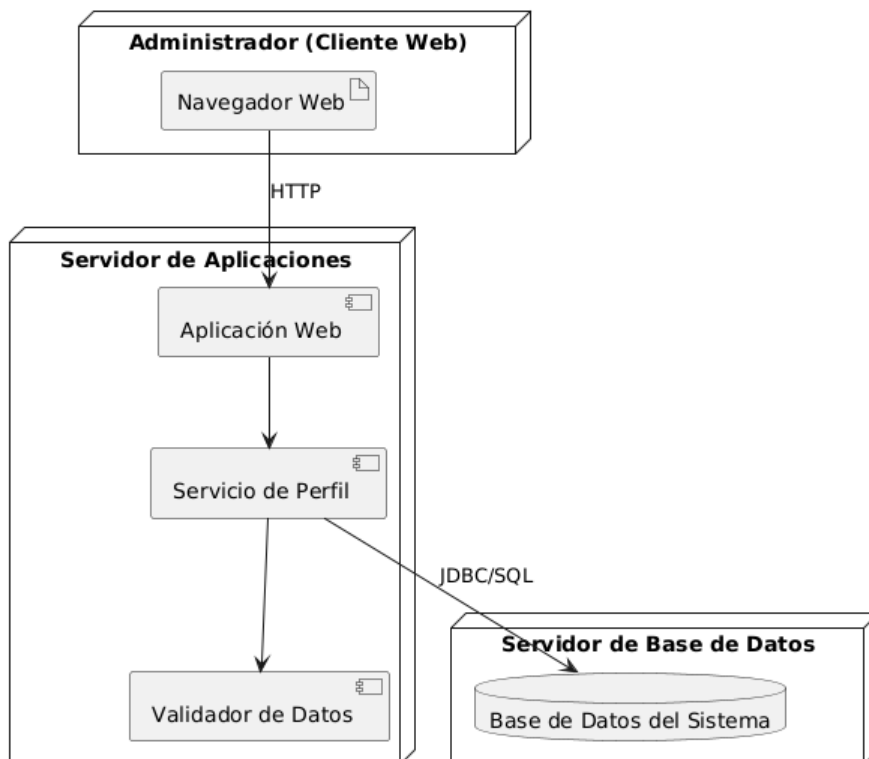 Administrador (Cliente Web)
Navegador Web
HTTP
Servidor de Aplicaciones
Aplicación Web
Servicio de Perfil
JDBC/SQL
Servidor de Base de Datos
Validador de Datos
Base de Datos del Sistema